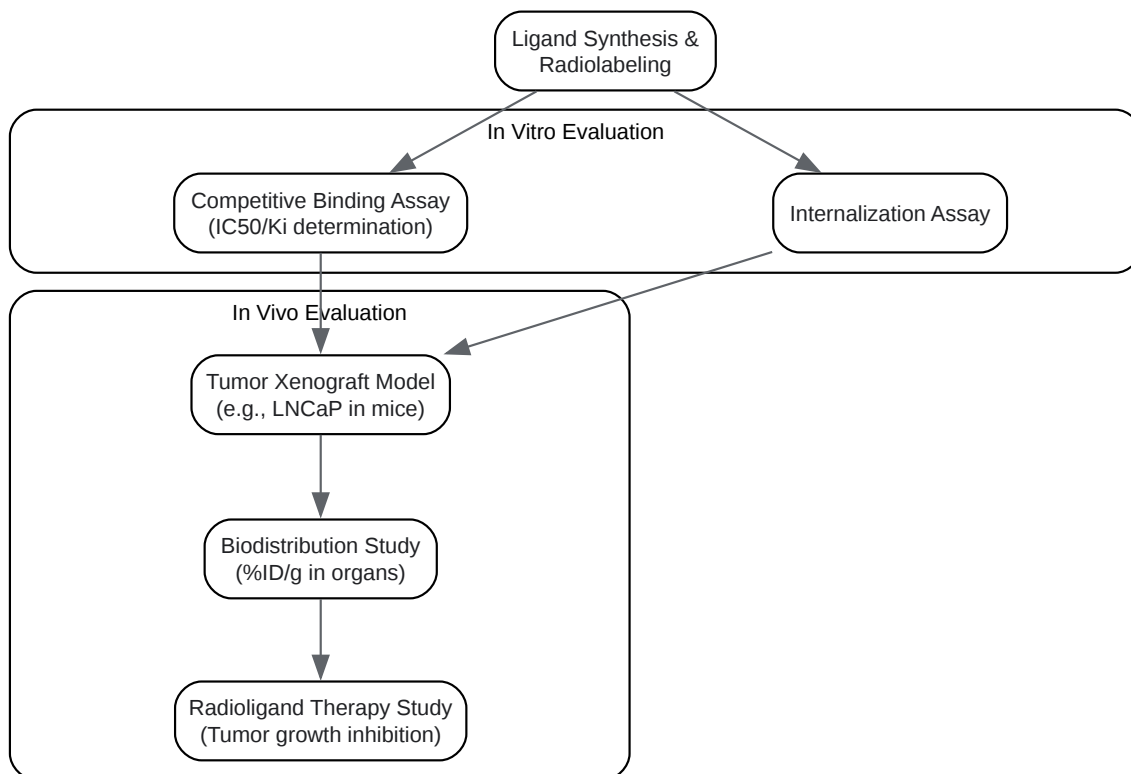 Ligand Synthesis &
Radiolabeling
In Vitro Evaluation
Competitive Binding Assay
(IC50/Ki determination)
Internalization Assay
In Vivo Evaluation
Tumor Xenograft Model
(e.g., LNCaP in mice)
Biodistribution Study
(%ID/g in organs)
Radioligand Therapy Study
(Tumor growth inhibition)